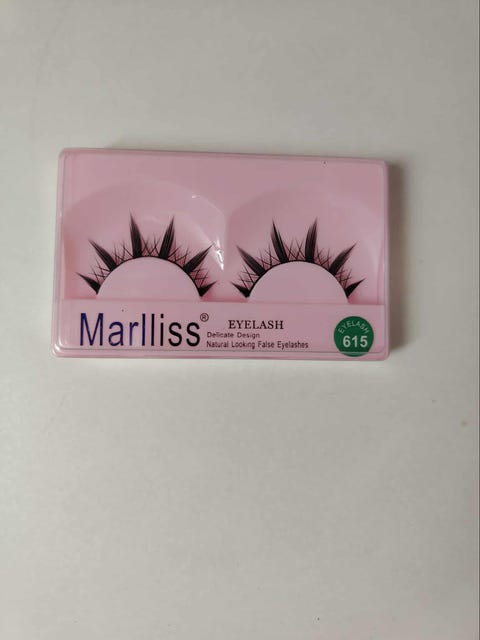 Marlliss®
EYELASH
Delicate Design
Natural Looking False Eyelashes
EYELASH
615